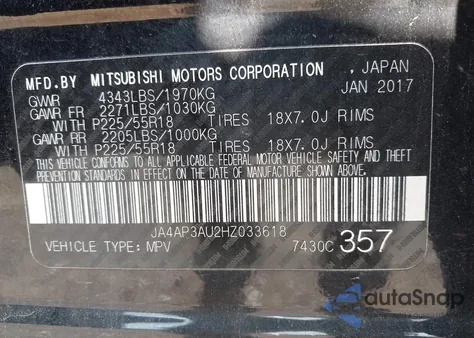 MFD.BY MITSUBISHI MOTORS CORPORATION , JAPAN
GVWR 4343LBS/1970KG JAN 2017
GAWR FR 2271LBS/1030KG
WITH P225/55R18 TIRES 18X7.0J RIMS
GAWR RR 2205LBS/1000KG
WITH P225/55R18 TIRES 18X7.0J RIMS
THIS VEHICLE CONFORMS TO ALL APPLICABLE FEDERAL MOTOR VEHICLE SAFETY AND THEFT
PREVENTION STANDARDS IN EFFECT ON THE DATE OF MANUFACTURE SHOWN ABOVE.
JA4AP3AU2HZ033618
VEHICLE TYPE: MPV 7430C 357
autoSnap